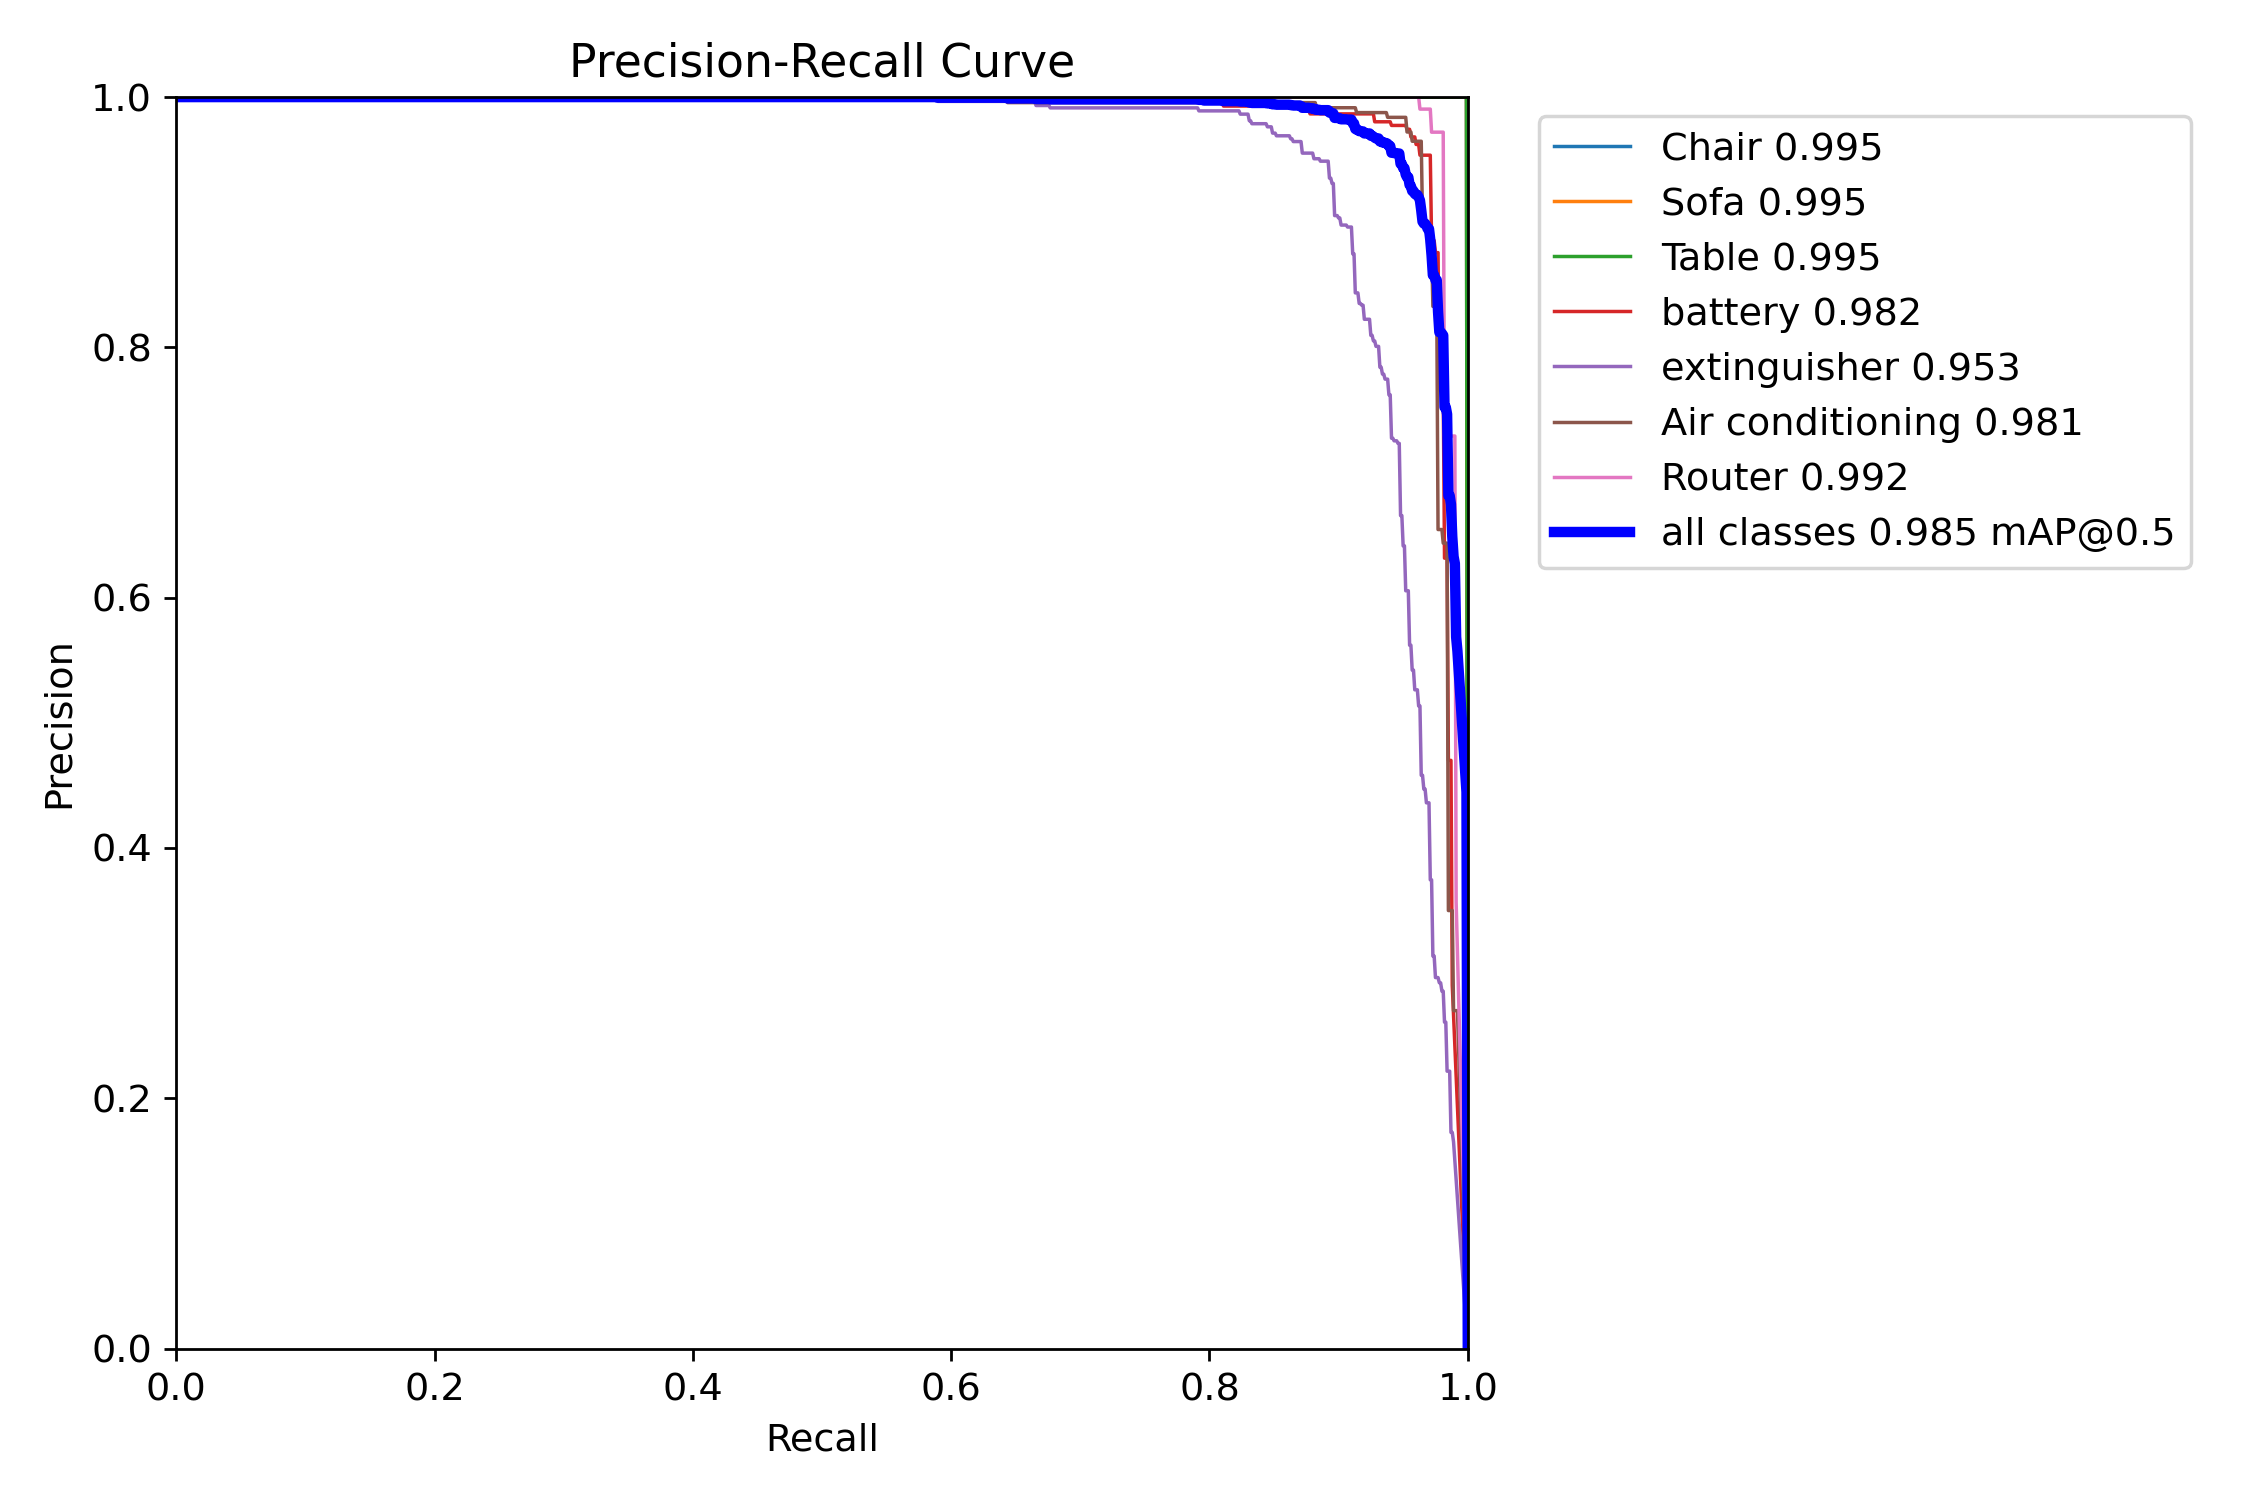 Precision-Recall Curve
1.0
0.8
0.6
0.4
0.2
0.0
Precision
0.0 0.2 0.4 0.6 0.8 1.0
Recall
Chair 0.995
Sofa 0.995
Table 0.995
battery 0.982
extinguisher 0.953
Air conditioning 0.981
Router 0.992
all classes 0.985 mAP@0.5